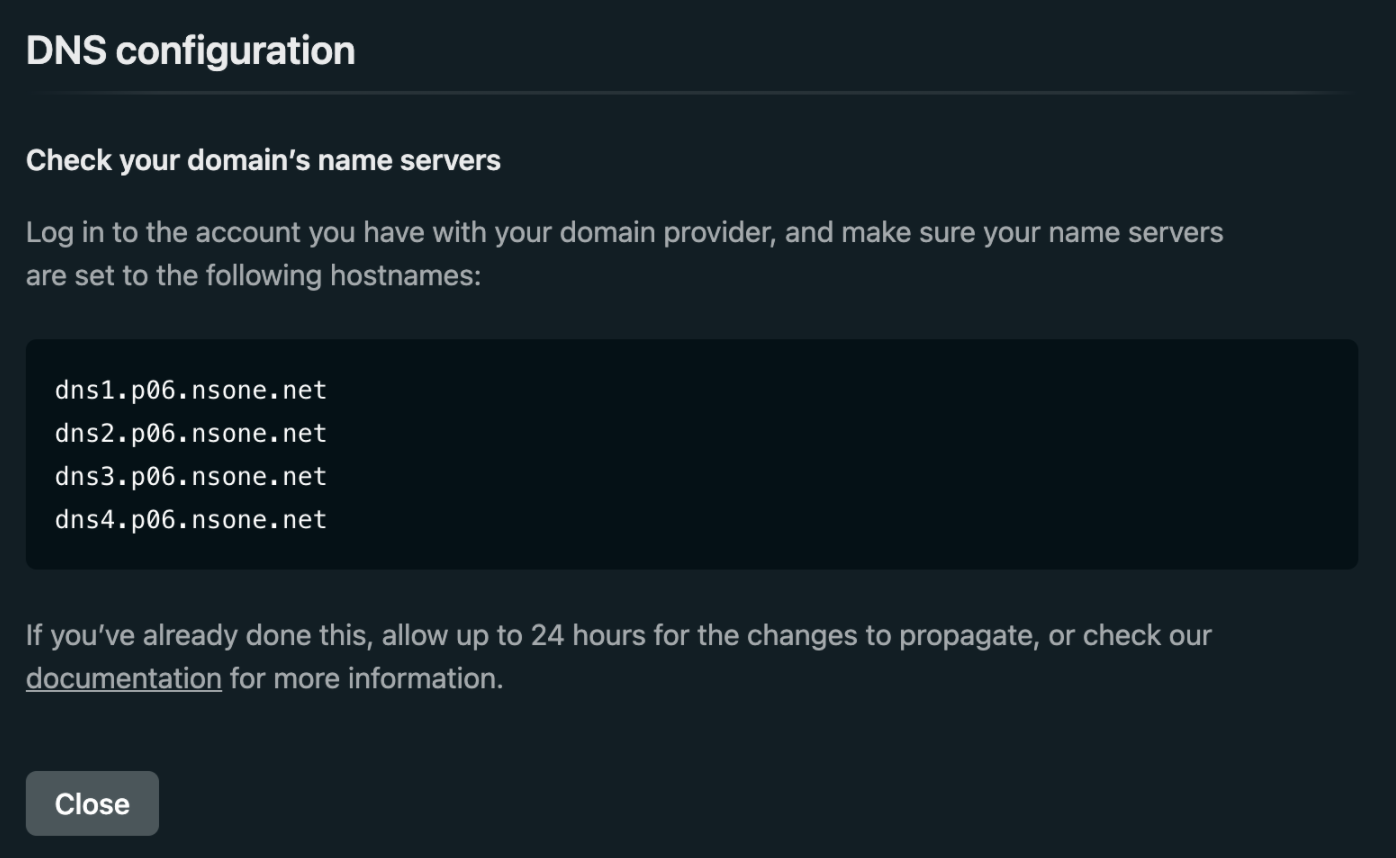 DNS configuration
Check your domain’s name servers
Log in to the account you have with your domain provider, and make sure your name servers
are set to the following hostnames:
dns1.p06.nsone.net
dns2.p06.nsone.net
dns3.p06.nsone.net
dns4.p06.nsone.net
If you’ve already done this, allow up to 24 hours for the changes to propagate, or check our
documentation for more information.
Close